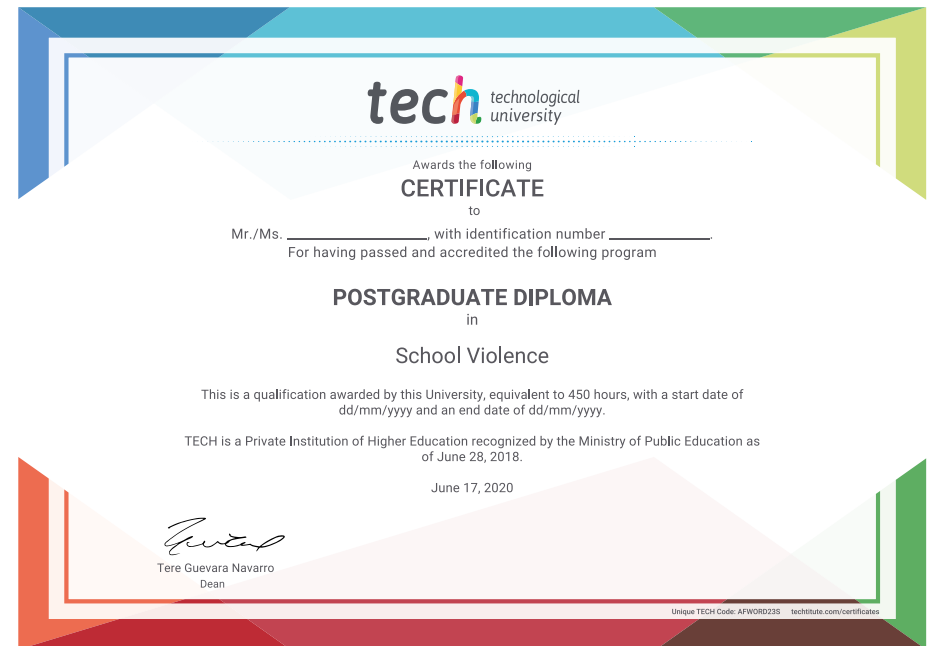 tech technological
university
Awards the following
CERTIFICATE
to
Mr./Ms. ____________________, with identification number ______________.
For having passed and accredited the following program
POSTGRADUATE DIPLOMA
in
School Violence
This is a qualification awarded by this University, equivalent to 450 hours, with a start date of
dd/mm/yyyy and an end date of dd/mm/yyyy.
TECH is a Private Institution of Higher Education recognized by the Ministry of Public Education as
of June 28, 2018.
June 17, 2020
Tere Guevara Navarro
Dean
Unique TECH Code: AFWORD23S techtitute.com/certificates